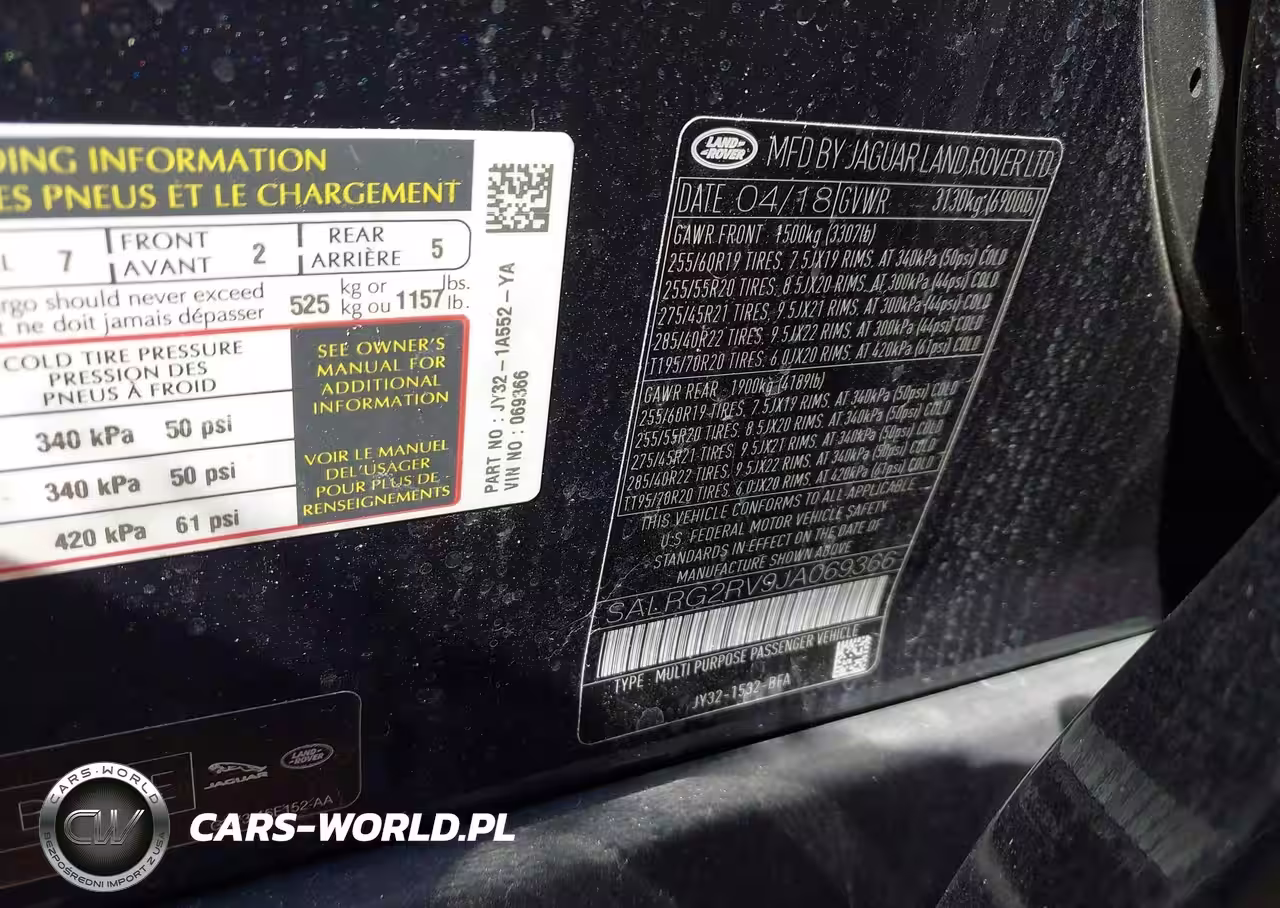 DING INFORMATION
ES PNEUS ET LE CHARGEMENT
L 7 FRONT AVANT 2 REAR ARRIÈRE 5
rgo should never exceed
t ne doit jamais dépasser
525 kg or kg ou 1157 lbs. lb.
COLD TIRE PRESSURE
PRESSION DES
PNEUS À FROID
340 kPa 50 psi
340 kPa 50 psi
420 kPa 61 psi
SEE OWNER'S
MANUAL FOR
ADDITIONAL
INFORMATION
VOIR LE MANUEL
DEL'USAGER
POUR PLUS DE
RENSEIGNEMENTS
PART NO : JY32-1A552-YA
VIN NO : 069366
LAND-
-ROVER
MFD BY JAGUAR LAND ROVER LTD
DATE 04/18 GVWR 3130kg (6900lb)
GAWR FRONT 1500kg (3307lb)
255/60R19 TIRES, 7.5JX19 RIMS, AT 340kPa (50psi) COLD
255/55R20 TIRES, 8.5JX20 RIMS, AT 300kPa (44psi) COLD
275/45R21 TIRES, 9.5JX21 RIMS, AT 300kPa (44psi) COLD
285/40R22 TIRES, 9.5JX22 RIMS, AT 300kPa (44psi) COLD
T195/70R20 TIRES, 6.0JX20 RIMS, AT 420kPa (61psi) COLD
GAWR REAR 1900kg (4189lb)
255/60R19 TIRES, 7.5JX19 RIMS, AT 340kPa (50psi) COLD
255/55R20 TIRES, 8.5JX20 RIMS, AT 340kPa (50psi) COLD
275/45R21 TIRES, 9.5JX21 RIMS, AT 340kPa (50psi) COLD
285/40R22 TIRES, 9.5JX22 RIMS, AT 340kPa (50psi) COLD
T195/70R20 TIRES, 6.0JX20 RIMS, AT 420kPa (61psi) COLD
THIS VEHICLE CONFORMS TO ALL APPLICABLE
U.S. FEDERAL MOTOR VEHICLE SAFETY
STANDARDS IN EFFECT ON THE DATE OF
MANUFACTURE SHOWN ABOVE
SALRG2RV9JA069366
TYPE : MULTI PURPOSE PASSENGER VEHICLE
JY32-1532-BFA
JAGUAR
LAND-
-ROVER
CARS-WORLD
CW
BEZPOŚREDNI IMPORT Z USA
CARS-WORLD.PL